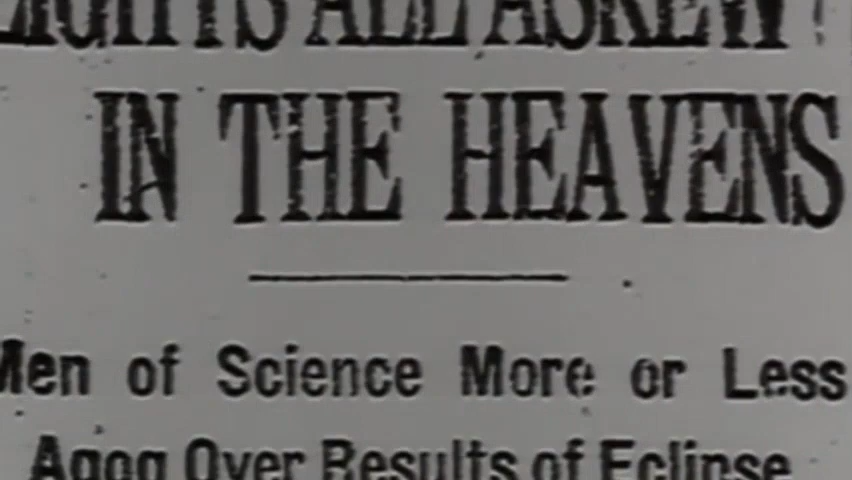 LIGHTS ALL ASKEW
IN THE HEAVENS
Men of Science More or Less
Agog Over Results of Eclipse